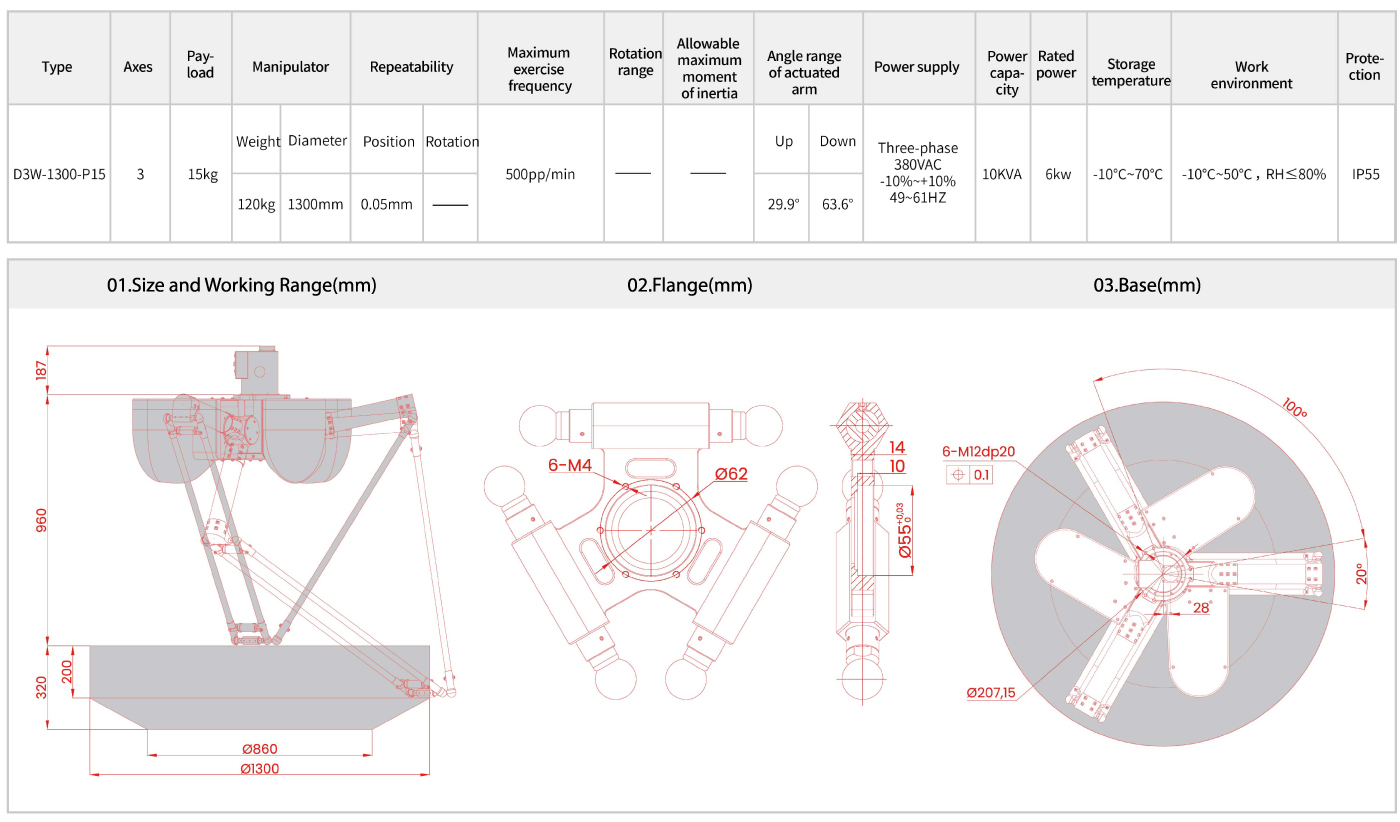 Type
Axes
Pay-
load
Manipulator
Repeatability
Maximum
exercise
frequency
Rotation
range
Allowable
maximum
moment
of inertia
Angle range
of actuated
arm
Power supply
Power
capa-
city
Rated
power
Storage
temperature
Work
environment
Prote-
ction
D3W-1300-P15
3
15kg
Weight
Diameter
Position
Rotation
120kg
1300mm
0.05mm
——
500pp/min
——
——
Up
Down
29.9°
63.6°
Three-phase
380VAC
-10%~+10%
49~61HZ
10KVA
6kw
-10°C~70°C
-10°C~50°C , RH≤80%
IP55
01.Size and Working Range(mm)
02.Flange(mm)
03.Base(mm)
187
960
320
200
Ø860
Ø1300
6-M4
Ø62
14
10
Ø55 +0,03 0
100°
6-M12dp20
0.1
20°
28
Ø207,15